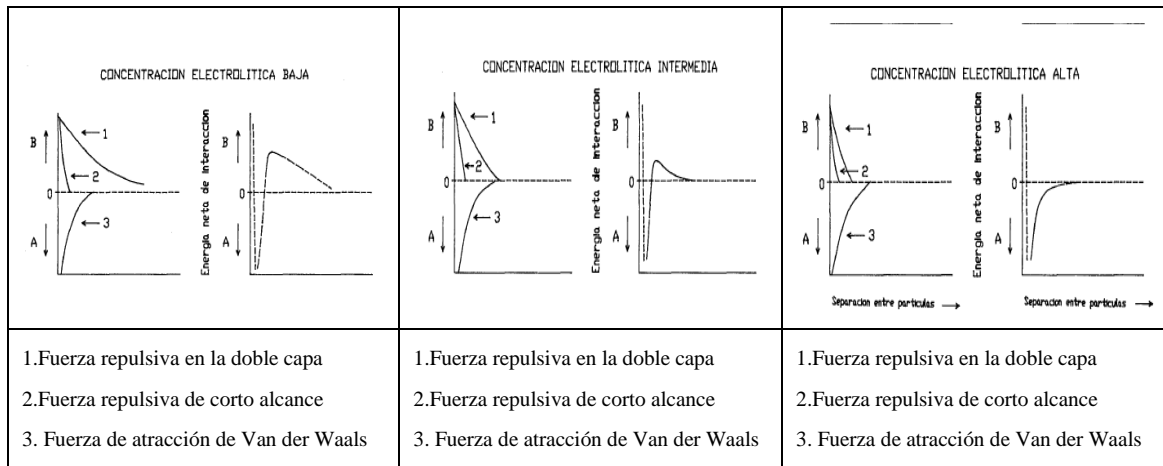 CONCENTRACION ELECTROLITICA BAJA
B
1
2
0
3
A
Energia neta de interaccion
B
0
A
CONCENTRACION ELECTROLITICA INTERMEDIA
B
1
2
0
3
A
Energia neta de interaccion
B
0
A
CONCENTRACION ELECTROLITICA ALTA
B
1
2
0
3
A
Energia neta de interaccion
B
0
A
Separacion entre particulas
Separacion entre particulas
1.Fuerza repulsiva en la doble capa
2.Fuerza repulsiva de corto alcance
3. Fuerza de atracción de Van der Waals
1.Fuerza repulsiva en la doble capa
2.Fuerza repulsiva de corto alcance
3. Fuerza de atracción de Van der Waals
1.Fuerza repulsiva en la doble capa
2.Fuerza repulsiva de corto alcance
3. Fuerza de atracción de Van der Waals